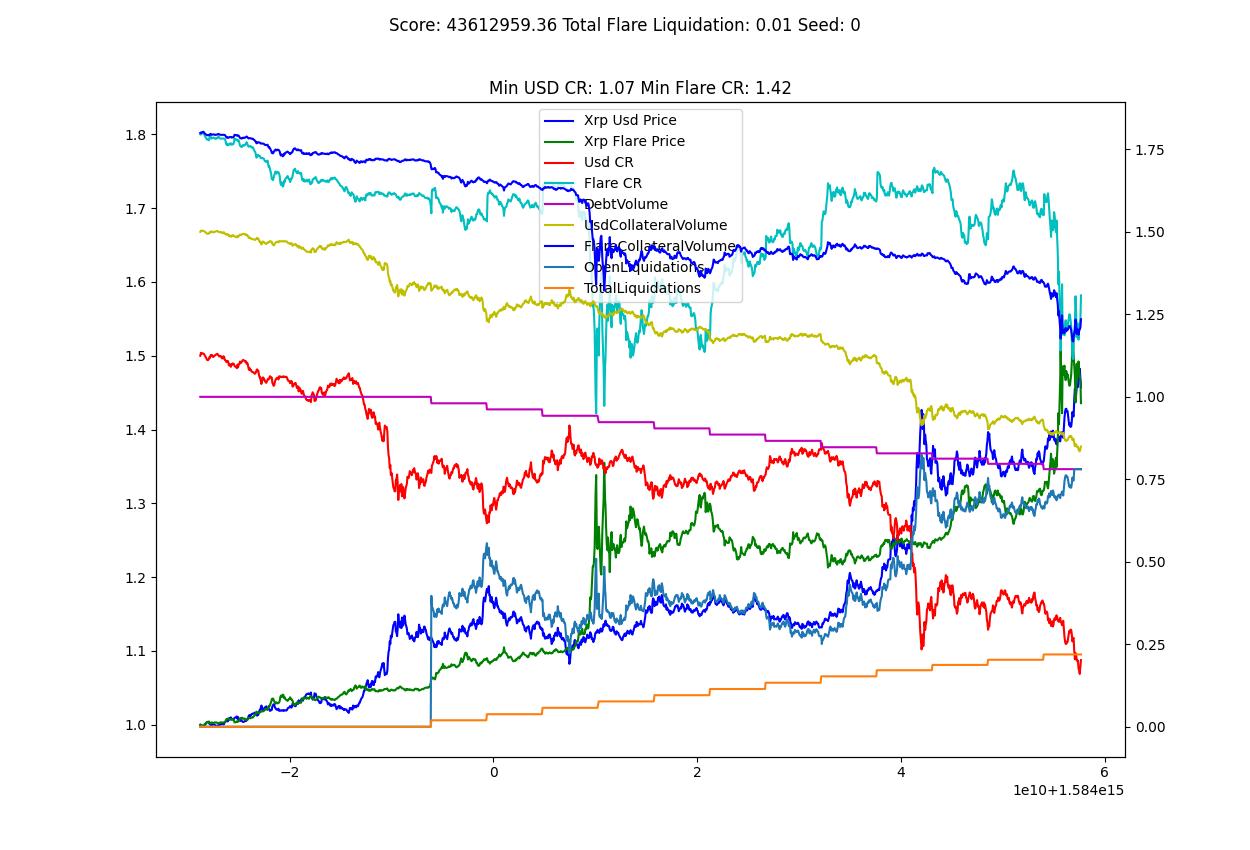 Score: 43612959.36 Total Flare Liquidation: 0.01 Seed: 0
Min USD CR: 1.07 Min Flare CR: 1.42
Xrp Usd Price
Xrp Flare Price
Usd CR
Flare CR
DebtVolume
UsdCollateralVolume
FlareCollateralVolume
OpenLiquidations
TotalLiquidations
1.8
1.7
1.6
1.5
1.4
1.3
1.2
1.1
1.0
1.75
1.50
1.25
1.00
0.75
0.50
0.25
0.00
−2
0
2
4
6
1e10+1.584e15